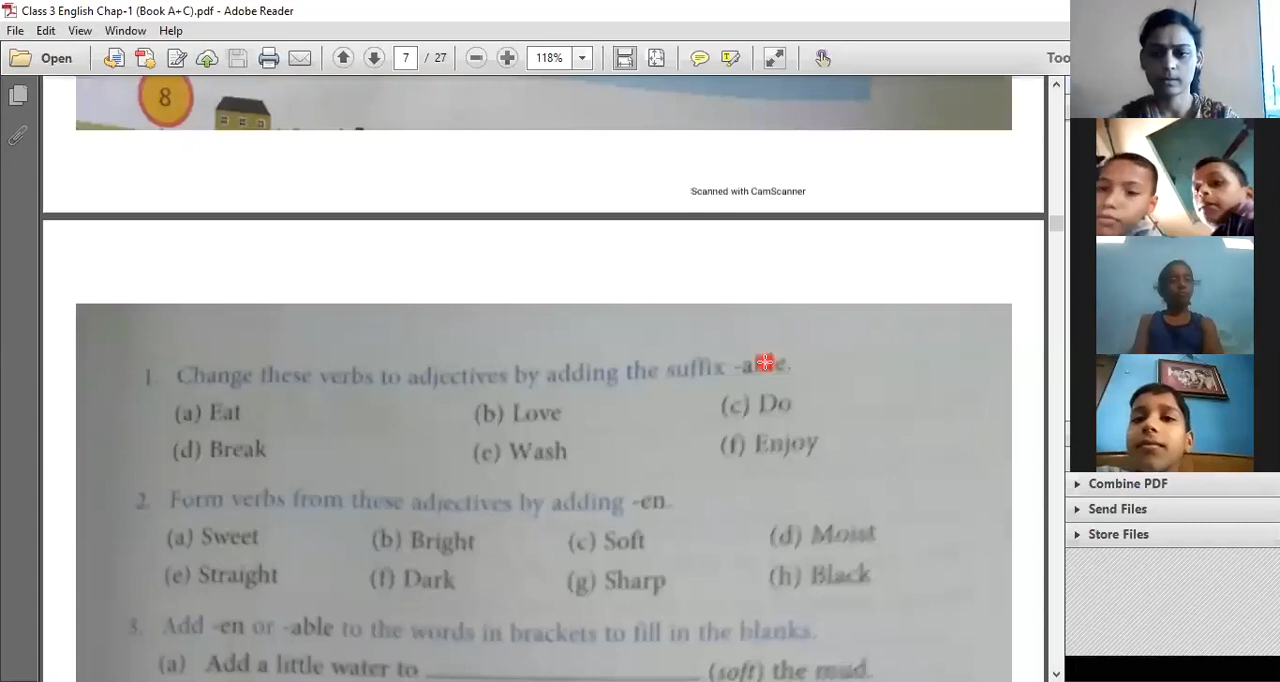 Class 3 English Chap-1 (Book A+C).pdf - Adobe Reader
File Edit View Window Help
Open 7 / 27 118% Too
8
Scanned with CamScanner
1. Change these verbs to adjectives by adding the suffix -able.
(a) Eat (b) Love (c) Do
(d) Break (e) Wash (f) Enjoy
2. Form verbs from these adjectives by adding -en.
(a) Sweet (b) Bright (c) Soft (d) Moist
(e) Straight (f) Dark (g) Sharp (h) Black
3. Add -en or -able to the words in brackets to fill in the blanks.
(a) Add a little water to ____________________ (soft) the mud.
Combine PDF
Send Files
Store Files